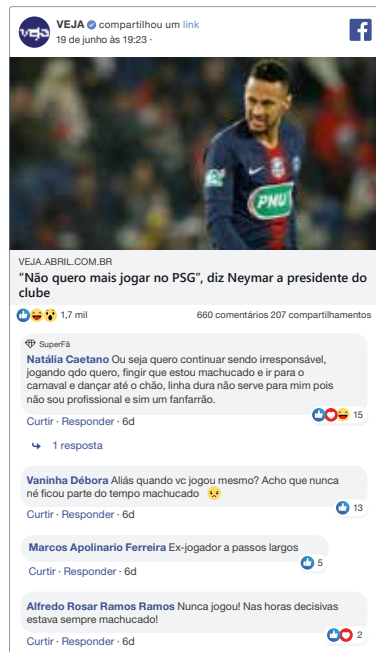 veja
VEJA compartilhou um link
19 de junho às 19:23 ·
PMU
VEJA.ABRIL.COM.BR
“Não quero mais jogar no PSG”, diz Neymar a presidente do
clube
1,7 mil 660 comentários 207 compartilhamentos
SuperFã
Natália Caetano Ou seja quero continuar sendo irresponsável,
jogando qdo quero, fingir que estou machucado e ir para o
carnaval e dançar até o chão, linha dura não serve para mim pois
não sou profissional e sim um fanfarrão.
15
Curtir · Responder · 6d
1 resposta
Vaninha Débora Aliás quando vc jogou mesmo? Acho que nunca
né ficou parte do tempo machucado 😟
13
Curtir · Responder · 6d
Marcos Apolinario Ferreira Ex-jogador a passos largos
5
Curtir · Responder · 6d
Alfredo Rosar Ramos Ramos Nunca jogou! Nas horas decisivas
estava sempre machucado!
2
Curtir · Responder · 6d